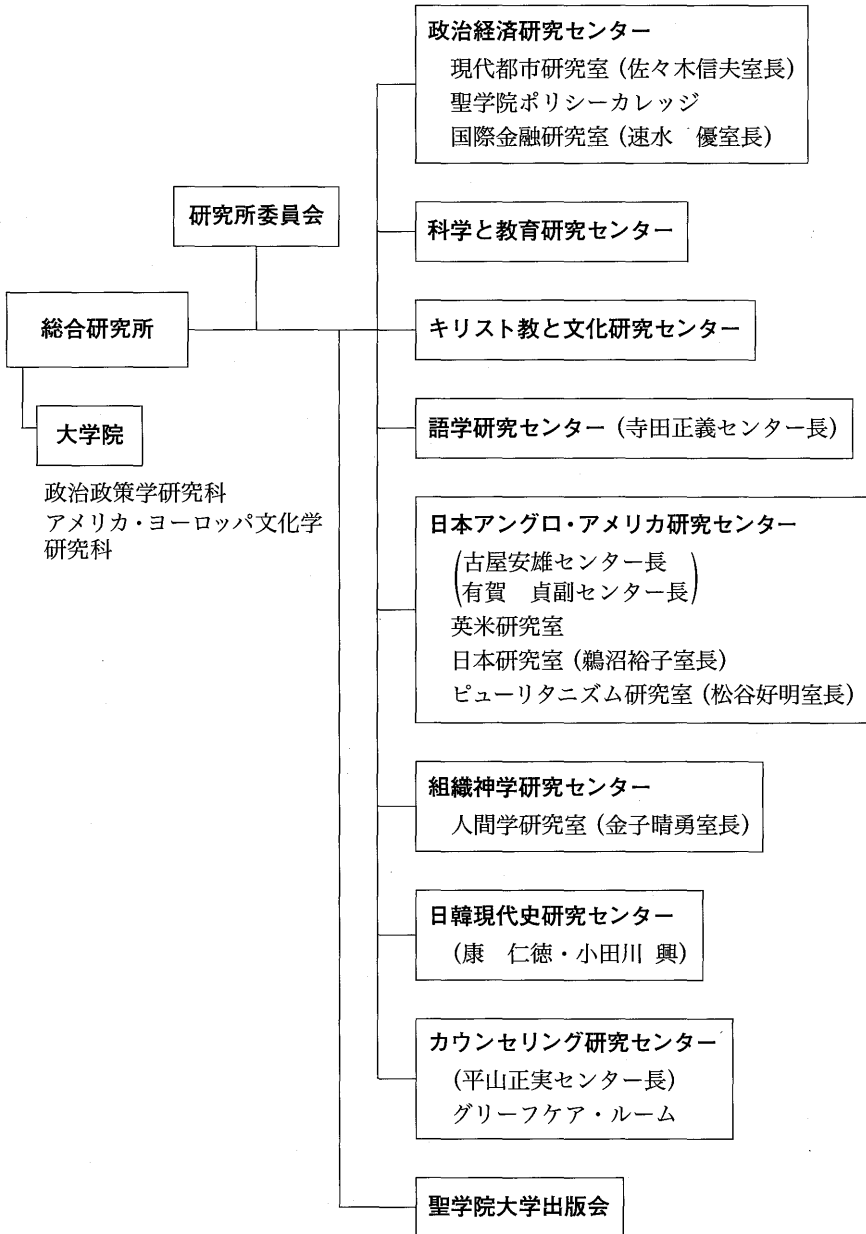 政治経済研究センター
現代都市研究室 (佐々木信夫室長)
聖学院ポリシーカレッジ
国際金融研究室 (速水 優室長)
研究所委員会
科学と教育研究センター
総合研究所
キリスト教と文化研究センター
大学院
政治政策学研究科
アメリカ・ヨーロッパ文化学
研究科
語学研究センター (寺田正義センター長)
日本アングロ・アメリカ研究センター
(古屋安雄センター長
有賀 貞副センター長)
英米研究室
日本研究室 (鵜沼裕子室長)
ピューリタニズム研究室 (松谷好明室長)
組織神学研究センター
人間学研究室 (金子晴勇室長)
日韓現代史研究センター
(康 仁徳・小田川 興)
カウンセリング研究センター
(平山正実センター長)
グリーフケア・ルーム
聖学院大学出版会